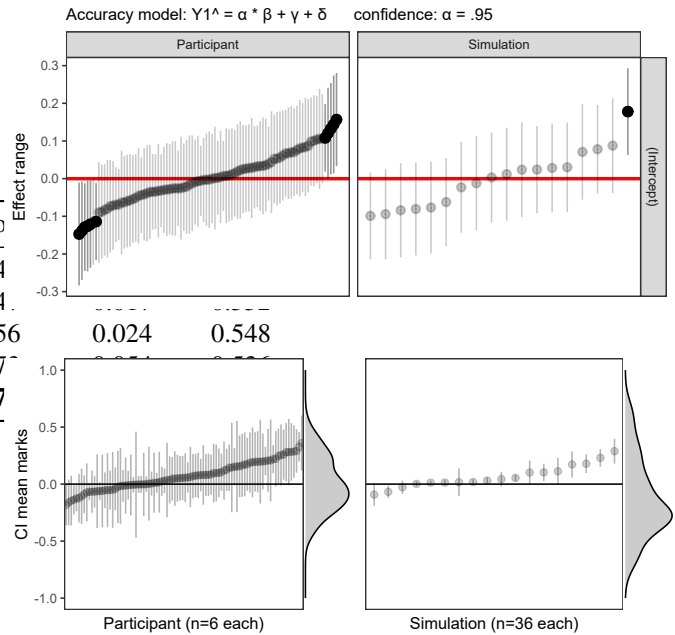 Accuracy model: Y1^ = α * β + γ + δ confidence: α = .95
Participant Simulation
0.3
0.2
0.1
0.0
-0.1
-0.2
-0.3
Effect range
(Intercept)
56 0.024 0.548
1.0
0.5
0.0
-0.5
-1.0
CI mean marks
Participant (n=6 each) Simulation (n=36 each)